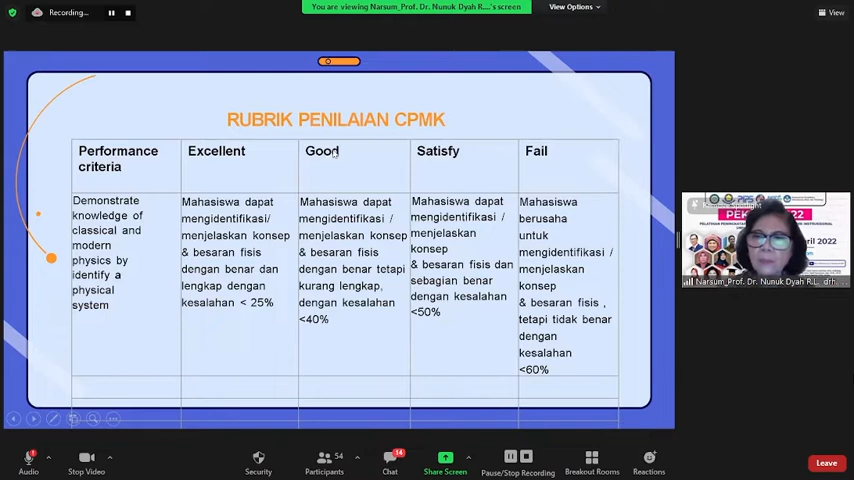 Recording...
You are viewing Narsum_Prof. Dr. Nunuk Dyah R....'s screen
View Options
View
RUBRIK PENILAIAN CPMK
Performance
criteria
Excellent
Good
Satisfy
Fail
Demonstrate
knowledge of
classical and
modern
physics by
identify a
physical
system
Mahasiswa dapat
mengidentifikasi/
menjelaskan konsep
& besaran fisis
dengan benar dan
lengkap dengan
kesalahan < 25%
Mahasiswa dapat
mengidentifikasi /
menjelaskan konsep
& besaran fisis
dengan benar tetapi
kurang lengkap,
dengan kesalahan
<40%
Mahasiswa dapat
mengidentifikasi /
menjelaskan
konsep
& besaran fisis dan
sebagian benar
dengan kesalahan
<50%
Mahasiswa
berusaha
untuk
mengidentifikasi /
menjelaskan
konsep
& besaran fisis ,
tetapi tidak benar
dengan
kesalahan
<60%
PEK
2022
ril 2022
Narsum_Prof. Dr. Nunuk Dyah R.L. drh...
Audio
Stop Video
Security
54
Participants
14
Chat
Share Screen
Pause/Stop Recording
Breakout Rooms
Reactions
Leave